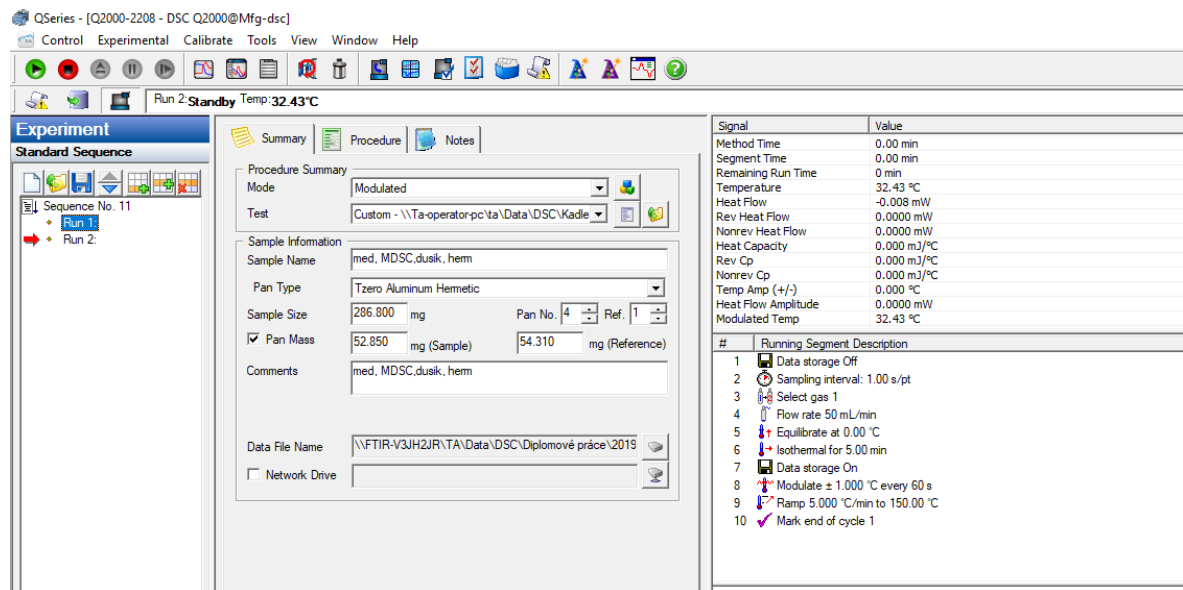 QSeries - [Q2000-2208 - DSC Q2000@Mfg-dsc]
Control Experimental Calibrate Tools View Window Help
Run 2: Standby Temp: 32.43°C
Experiment
Standard Sequence
Sequence No. 11
Run 1:
Run 2:
Summary Procedure Notes
Procedure Summary
Mode Modulated
Test Custom - \\Ta-operator-pc\ta\Data\DSC\Kadle
Sample Information
Sample Name med, MDSC,dusik, herm
Pan Type Tzero Aluminum Hermetic
Sample Size 286.800 mg Pan No. 4 Ref. 1
Pan Mass 52.850 mg (Sample) 54.310 mg (Reference)
Comments med, MDSC,dusik, herm
Data File Name \\FTIR-V3JH2JR\TA\Data\DSC\Diplomové práce\2019
Network Drive
Signal Value
Method Time 0.00 min
Segment Time 0.00 min
Remaining Run Time 0 min
Temperature 32.43 °C
Heat Flow -0.008 mW
Rev Heat Flow 0.0000 mW
Nonrev Heat Flow 0.0000 mW
Heat Capacity 0.000 mJ/°C
Rev Cp 0.000 mJ/°C
Nonrev Cp 0.000 mJ/°C
Temp Amp (+/-) 0.000 °C
Heat Flow Amplitude 0.0000 mW
Modulated Temp 32.43 °C
# Running Segment Description
1 Data storage Off
2 Sampling interval: 1.00 s/pt
3 Select gas 1
4 Flow rate 50 mL/min
5 Equilibrate at 0.00 °C
6 Isothermal for 5.00 min
7 Data storage On
8 Modulate ± 1.000 °C every 60 s
9 Ramp 5.000 °C/min to 150.00 °C
10 Mark end of cycle 1